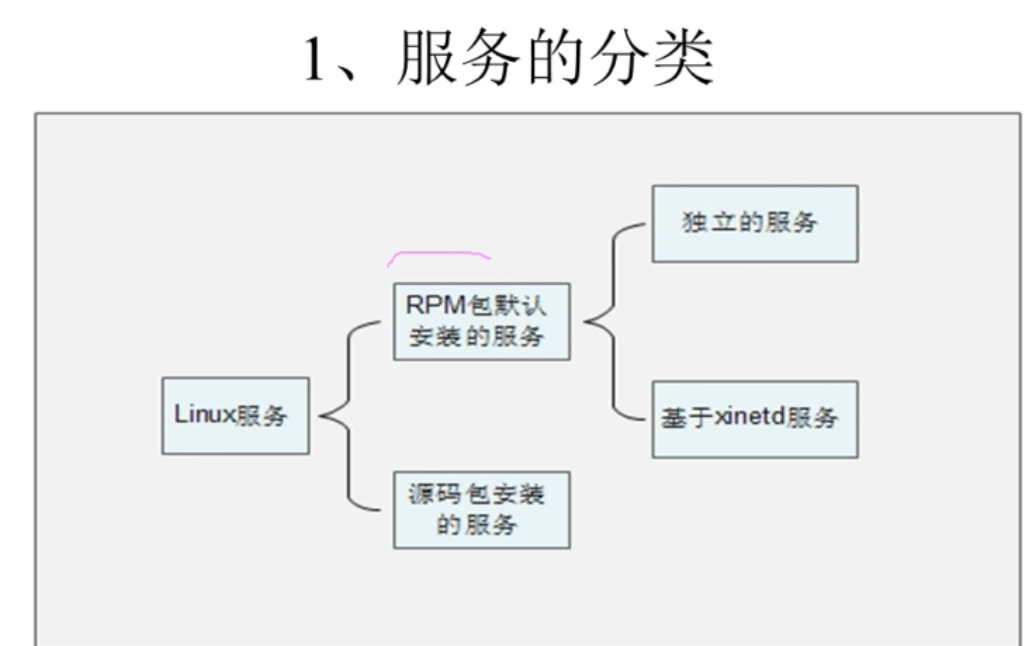 1、服务的分类
独立的服务
RPM包默认
安装的服务
Linux服务
基于xinetd服务
源码包安装
的服务